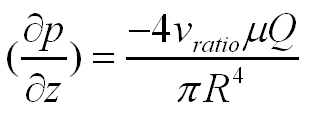 (∂p/∂z) = −4v_ratio μQ / πR⁴